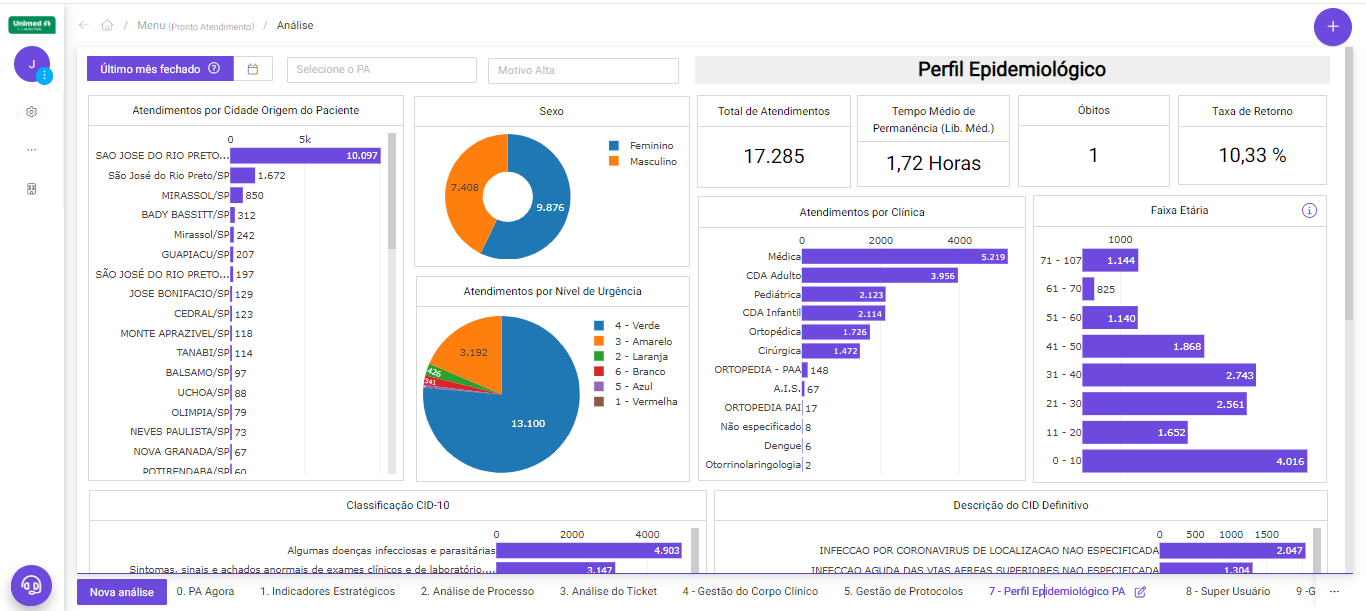 Unimed
J
Menu (Pronto Atendimento) / Análise
+
Último mês fechado ?
Selecione o PA
Motivo Alta
Perfil Epidemiológico
Atendimentos por Cidade Origem do Paciente
0 5k
SAO JOSE DO RIO PRETO... 10.097
São José do Rio Preto/SP 1.672
MIRASSOL/SP 850
BADY BASSITT/SP 312
Mirassol/SP 242
GUAPIACU/SP 207
SÃO JOSÉ DO RIO PRETO... 197
JOSE BONIFACIO/SP 129
CEDRAL/SP 123
MONTE APRAZIVEL/SP 118
TANABI/SP 114
BALSAMO/SP 97
UCHOA/SP 88
OLIMPIA/SP 79
NEVES PAULISTA/SP 73
NOVA GRANADA/SP 67
POTIRENDABA/SP 60
Sexo
Feminino
Masculino
7.408
9.876
Atendimentos por Nível de Urgência
4 - Verde
3 - Amarelo
2 - Laranja
6 - Branco
5 - Azul
1 - Vermelha
3.192
426
341
13.100
Total de Atendimentos
17.285
Tempo Médio de
Permanência (Lib. Méd.)
1,72 Horas
Óbitos
1
Taxa de Retorno
10,33 %
Atendimentos por Clínica
0 2000 4000
Médica 5.219
CDA Adulto 3.956
Pediátrica 2.123
CDA Infantil 2.114
Ortopédica 1.726
Cirúrgica 1.472
ORTOPEDIA - PAA 148
A.I.S. 67
ORTOPEDIA PAI 17
Não especificado 8
Dengue 6
Otorrinolaringologia 2
Faixa Etária
1000
71 - 107 1.144
61 - 70 825
51 - 60 1.140
41 - 50 1.868
31 - 40 2.743
21 - 30 2.561
11 - 20 1.652
0 - 10 4.016
Classificação CID-10
0 2000 4000
Algumas doenças infecciosas e parasitárias 4.903
Sintomas, sinais e achados anormais de exames clínicos e de laboratório.... 3.147
Descrição do CID Definitivo
0 500 1000 1500
INFECCAO POR CORONAVIRUS DE LOCALIZACAO NAO ESPECIFICADA 2.047
INFECCAO AGUDA DAS VIAS AEREAS SUPERIORES NAO ESPECIFICADA 1.304
Nova análise
0. PA Agora
1. Indicadores Estratégicos
2. Análise de Processo
3. Análise do Ticket
4 - Gestão do Corpo Clínico
5. Gestão de Protocolos
7 - Perfil Epidemiológico PA
8 - Super Usuário
9 -G
...